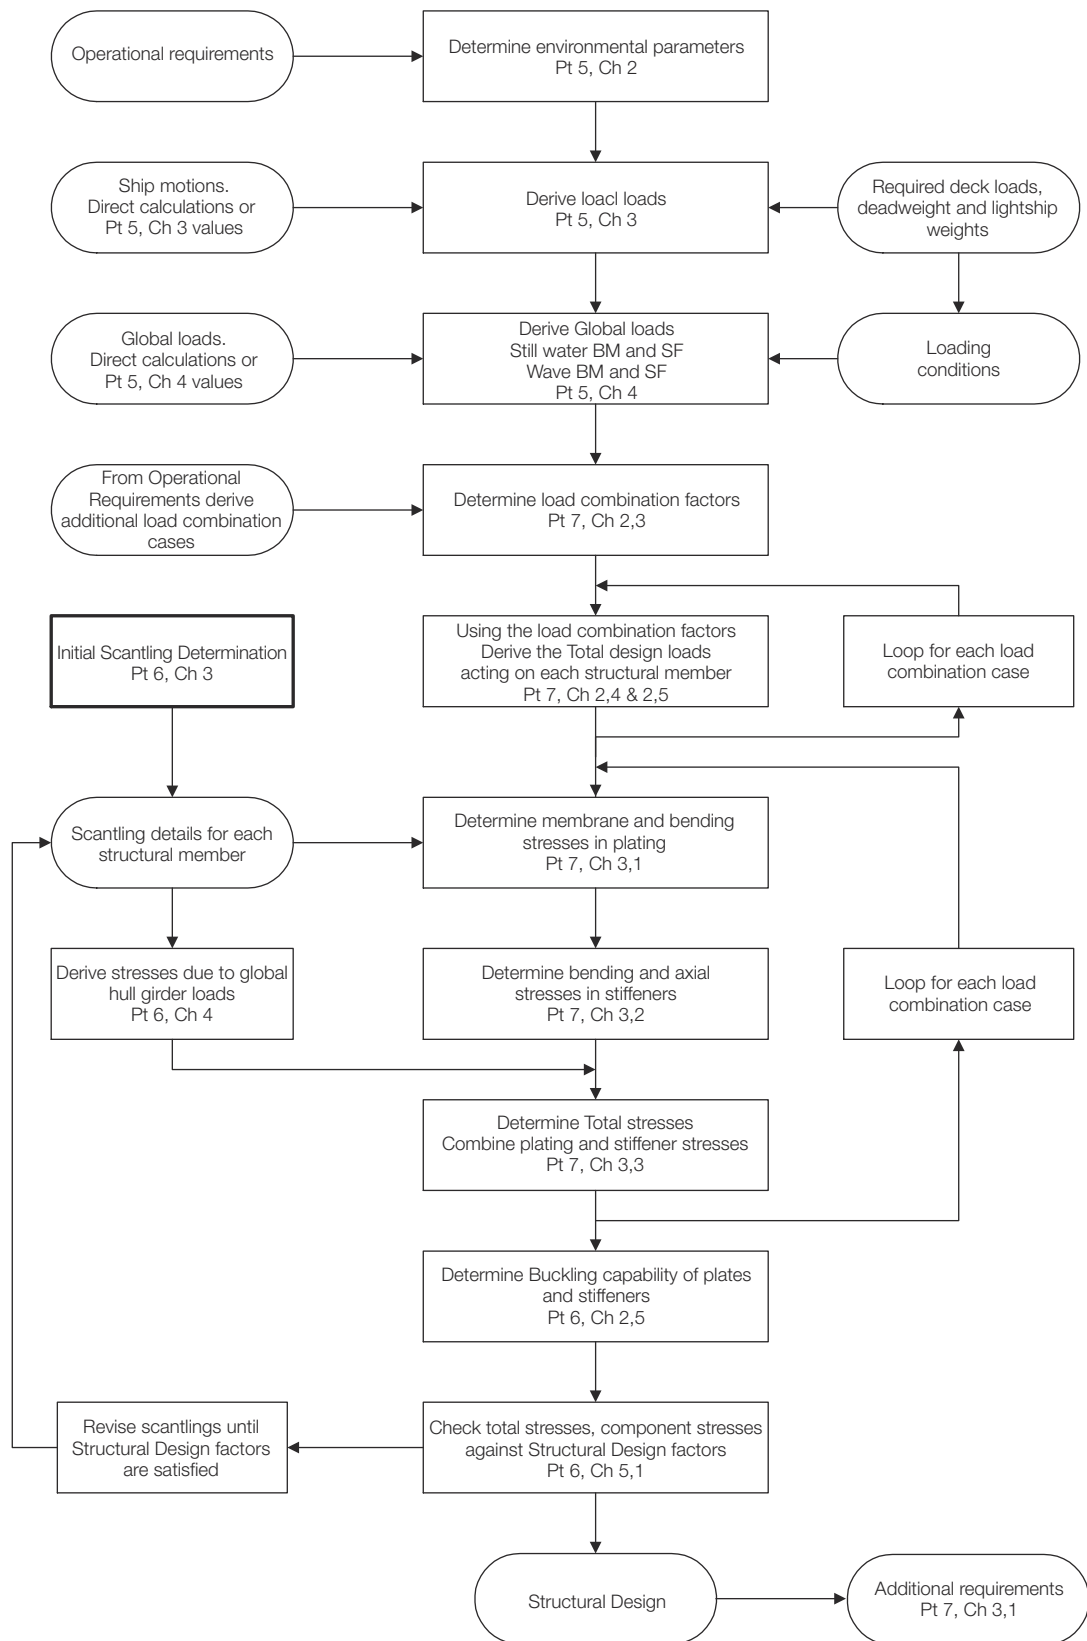 Operational requirements
Determine environmental parameters
Pt 5, Ch 2
Ship motions.
Direct calculations or
Pt 5, Ch 3 values
Derive loacl loads
Pt 5, Ch 3
Required deck loads,
deadweight and lightship
weights
Global loads.
Direct calculations or
Pt 5, Ch 4 values
Derive Global loads
Still water BM and SF
Wave BM and SF
Pt 5, Ch 4
Loading
conditions
From Operational
Requirements derive
additional load combination
cases
Determine load combination factors
Pt 7, Ch 2,3
Initial Scantling Determination
Pt 6, Ch 3
Using the load combination factors
Derive the Total design loads
acting on each structural member
Pt 7, Ch 2,4 & 2,5
Loop for each load
combination case
Scantling details for each
structural member
Determine membrane and bending
stresses in plating
Pt 7, Ch 3,1
Derive stresses due to global
hull girder loads
Pt 6, Ch 4
Determine bending and axial
stresses in stiffeners
Pt 7, Ch 3,2
Loop for each load
combination case
Determine Total stresses
Combine plating and stiffener stresses
Pt 7, Ch 3,3
Determine Buckling capability of plates
and stiffeners
Pt 6, Ch 2,5
Revise scantlings until
Structural Design factors
are satisfied
Check total stresses, component stresses
against Structural Design factors
Pt 6, Ch 5,1
Structural Design
Additional requirements
Pt 7, Ch 3,1